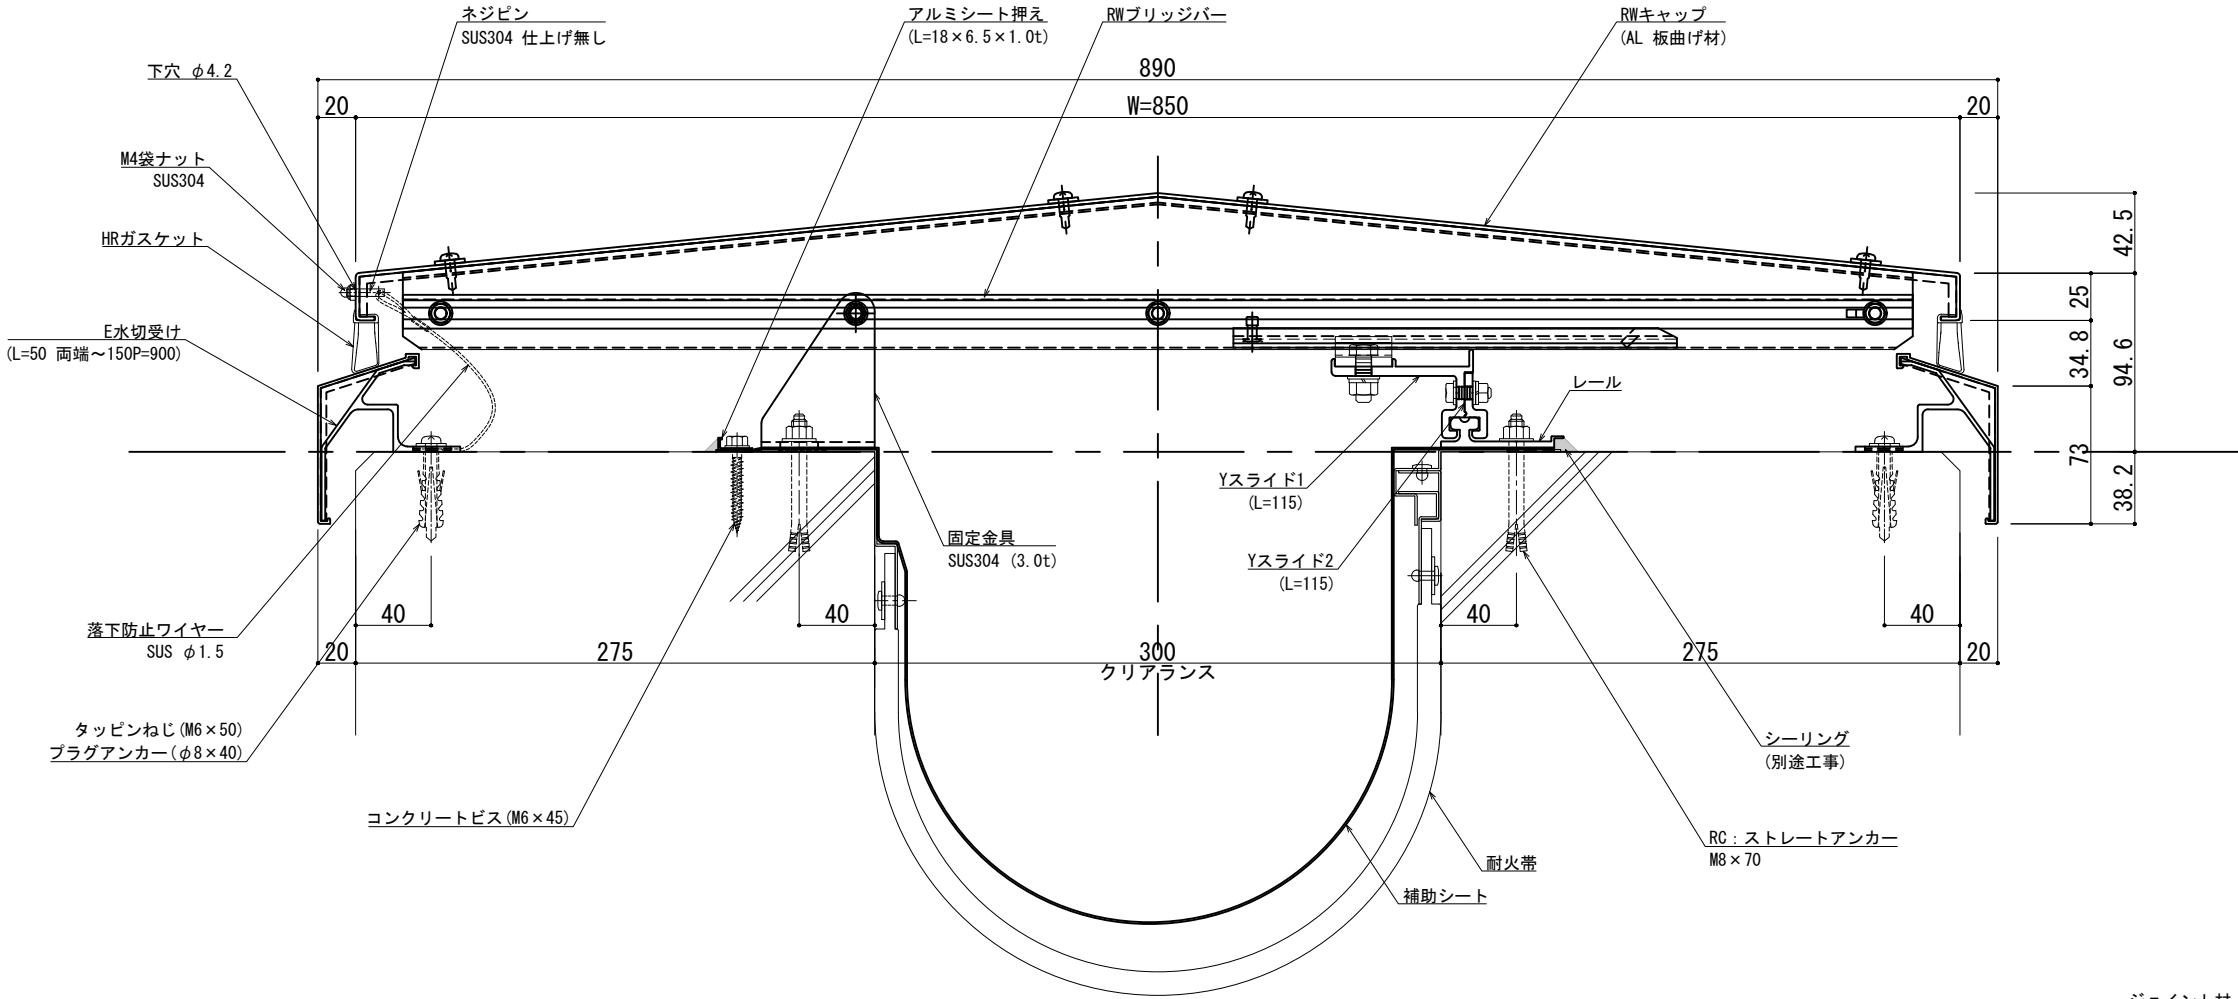 ネジピン
SUS304 仕上げ無し
アルミシート押え
(L=18×6.5×1.0t)
RWブリッジバー
RWキャップ
(AL 板曲げ材)
下穴 φ4.2
890
20
W=850
20
M4袋ナット
SUS304
HRガスケット
E水切受け
(L=50 両端～150P=900)
42.5
25
34.8
94.6
73
38.2
レール
Yスライド1
(L=115)
固定金具
SUS304 (3.0t)
Yスライド2
(L=115)
落下防止ワイヤー
SUS φ1.5
40
40
40
40
20
275
300
275
20
クリアランス
タッピンねじ(M6×50)
プラグアンカー(φ8×40)
シーリング
(別途工事)
コンクリートビス(M6×45)
RC：ストレートアンカー
M8×70
耐火帯
補助シート